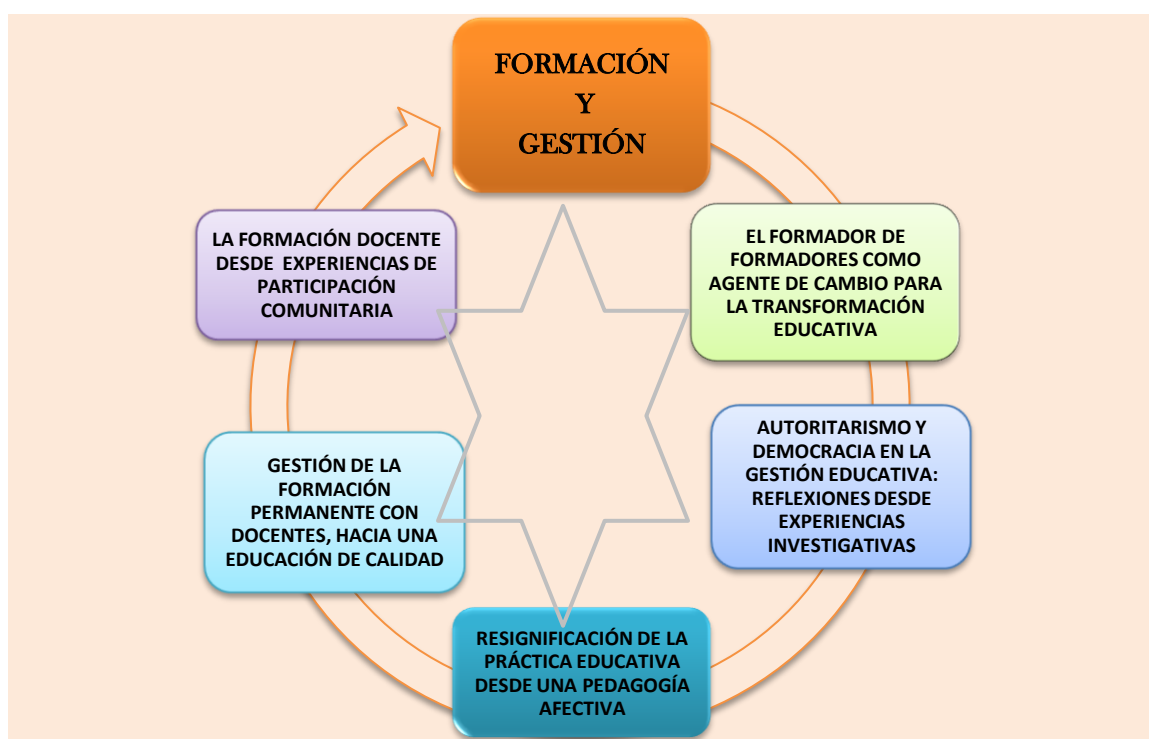 FORMACIÓN
Y
GESTIÓN
EL FORMADOR DE
FORMADORES COMO
AGENTE DE CAMBIO PARA
LA TRANSFORMACIÓN
EDUCATIVA
AUTORITARISMO Y
DEMOCRACIA EN LA
GESTIÓN EDUCATIVA:
REFLEXIONES DESDE
EXPERIENCIAS
INVESTIGATIVAS
RESIGNIFICACIÓN DE LA
PRÁCTICA EDUCATIVA
DESDE UNA PEDAGOGÍA
AFECTIVA
GESTIÓN DE LA
FORMACIÓN
PERMANENTE CON
DOCENTES, HACIA UNA
EDUCACIÓN DE CALIDAD
LA FORMACIÓN DOCENTE
DESDE EXPERIENCIAS DE
PARTICIPACIÓN
COMUNITARIA